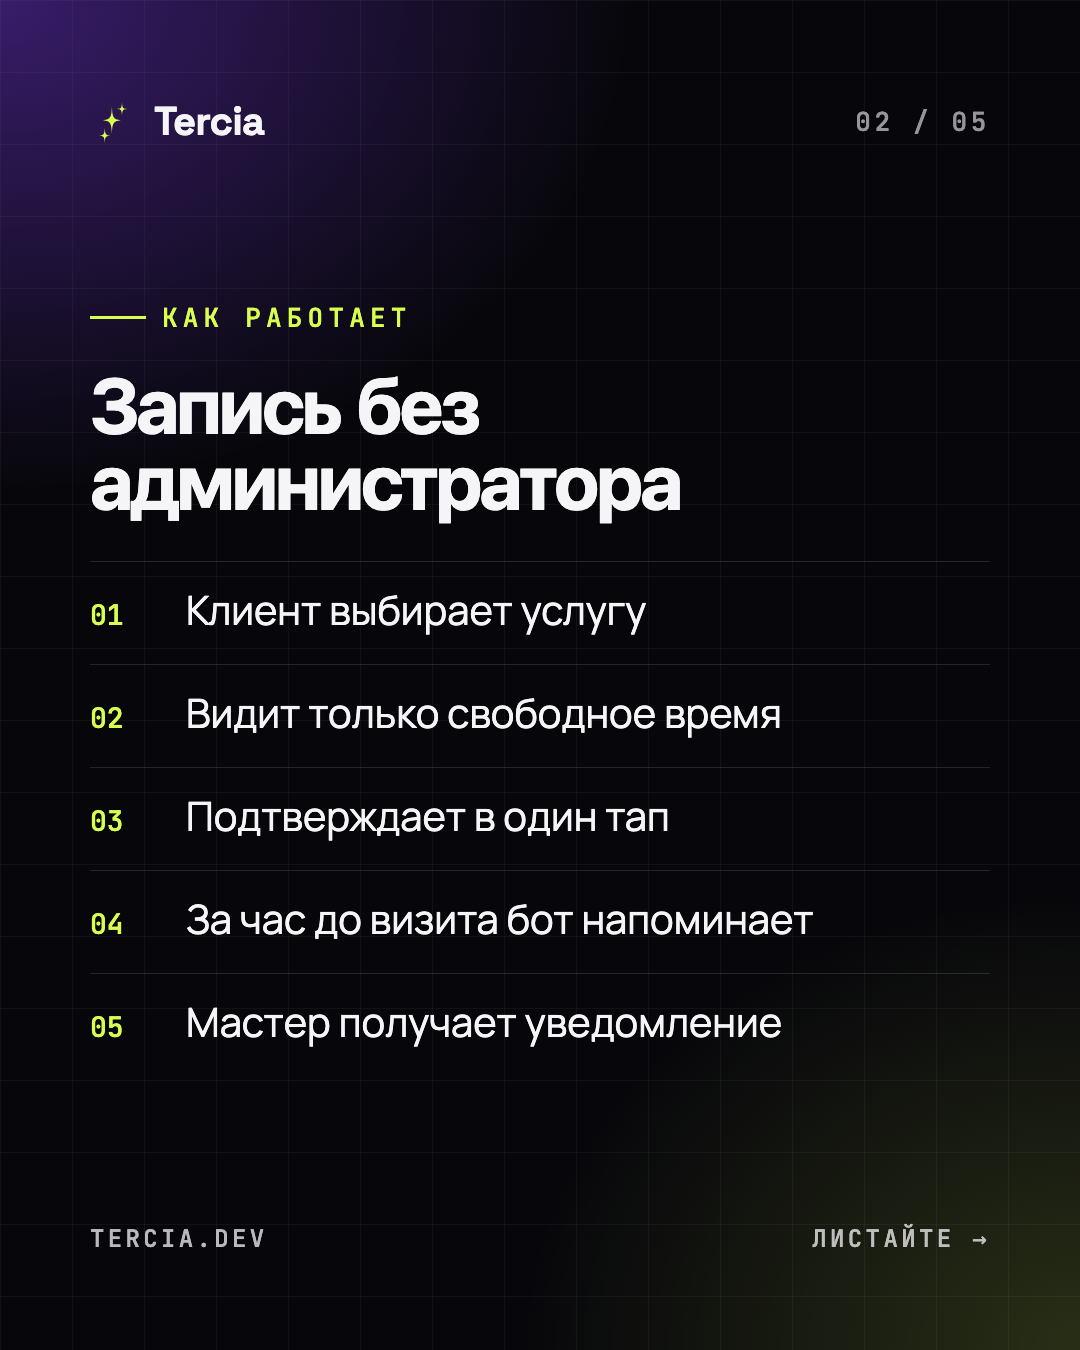 Tercia
02 / 05
КАК РАБОТАЕТ
Запись без
администратора
01 Клиент выбирает услугу
02 Видит только свободное время
03 Подтверждает в один тап
04 За час до визита бот напоминает
05 Мастер получает уведомление
TERCIA.DEV
ЛИСТАЙТЕ →